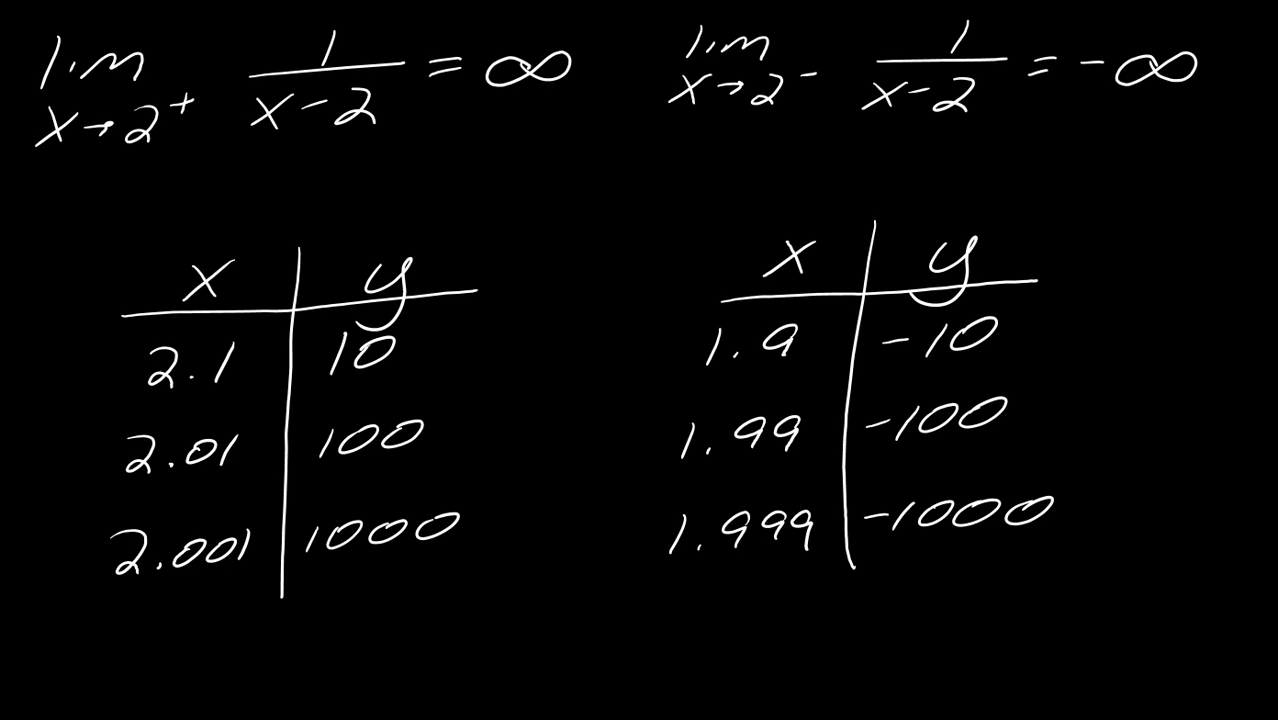 lim x→2⁺ 1/(x-2) = ∞
lim x→2⁻ 1/(x-2) = -∞
x y
2.1 10
2.01 100
2.001 1000
x y
1.9 -10
1.99 -100
1.999 -1000